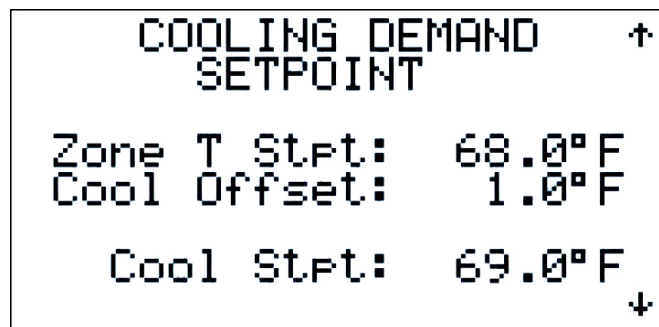 COOLING DEMAND ↑
SETPOINT
Zone T Stpt: 68.0°F
Cool Offset: 1.0°F
Cool Stpt: 69.0°F
↓